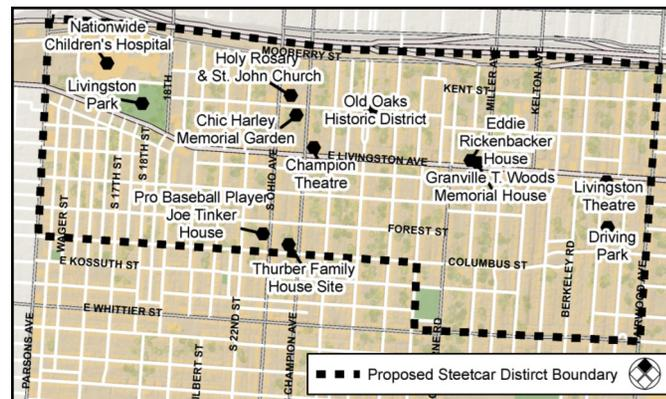 Nationwide
Children's Hospital
MOOBERRY ST
Holy Rosary
& St. John Church
18TH
Livingston
Park
KENT ST
MILLER AVE
KELTON AVE
Old Oaks
Historic District
Chic Harley
Memorial Garden
Eddie
Rickenbacker
House
E LIVINGSTON AVE
Champion
Theatre
Granville T. Woods
Memorial House
Livingston
Theatre
S 17TH ST
S 18TH ST
S OHIO AVE
Pro Baseball Player
Joe Tinker
House
WAGER ST
FOREST ST
Driving
Park
E KOSSUTH ST
Thurber Family
House Site
COLUMBUS ST
BERKELEY RD
E WHITTIER ST
S 22ND ST
CHAMPION AVE
PARSONS AVE
Proposed Steetcar Distirct Boundary